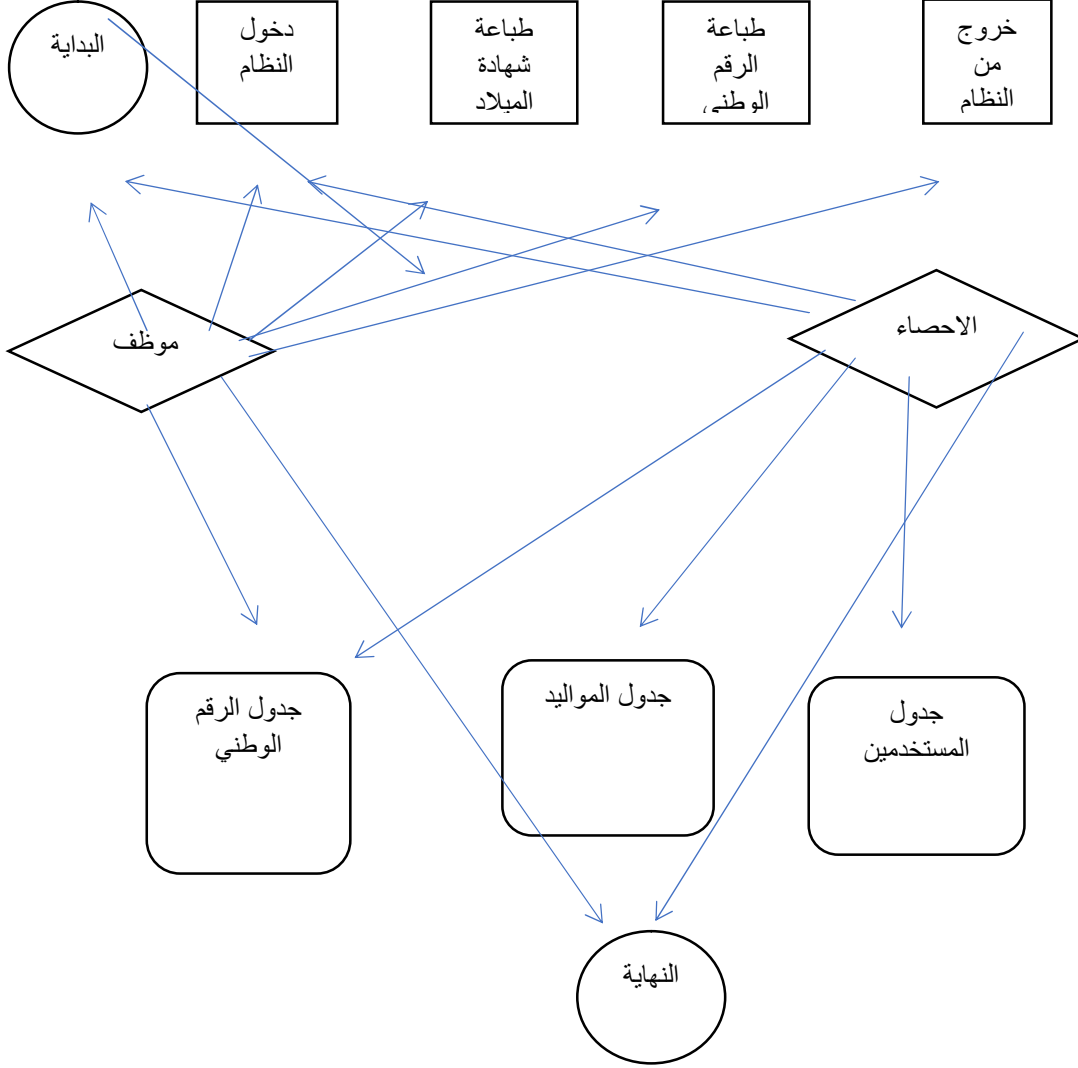 البداية
دخول
النظام
طباعة
شهادة
الميلاد
طباعة
الرقم
الوطني
خروج
من
النظام
موظف
الاحصاء
جدول الرقم
الوطني
جدول المواليد
جدول
المستخدمين
النهاية